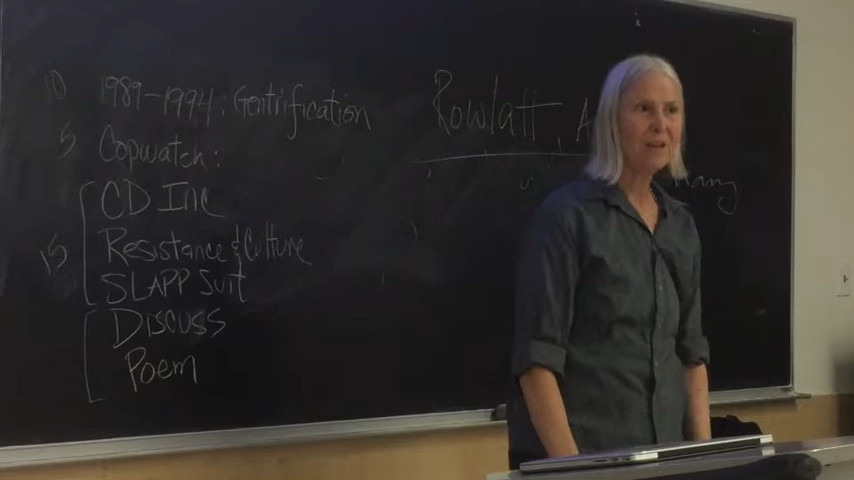 10 1989-1994: Gentrification
5 Copwatch:
CD Inc
15 Resistance & Culture
SLAPP Suit
Discuss
Poem
Rowlatt, A